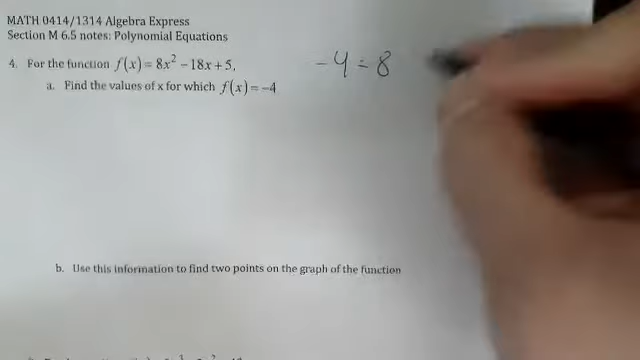 MATH 0414/1314 Algebra Express
Section M 6.5 notes: Polynomial Equations
4. For the function f(x) = 8x² − 18x + 5,
−4 = 8
a. Find the values of x for which f(x) = −4
b. Use this information to find two points on the graph of the function